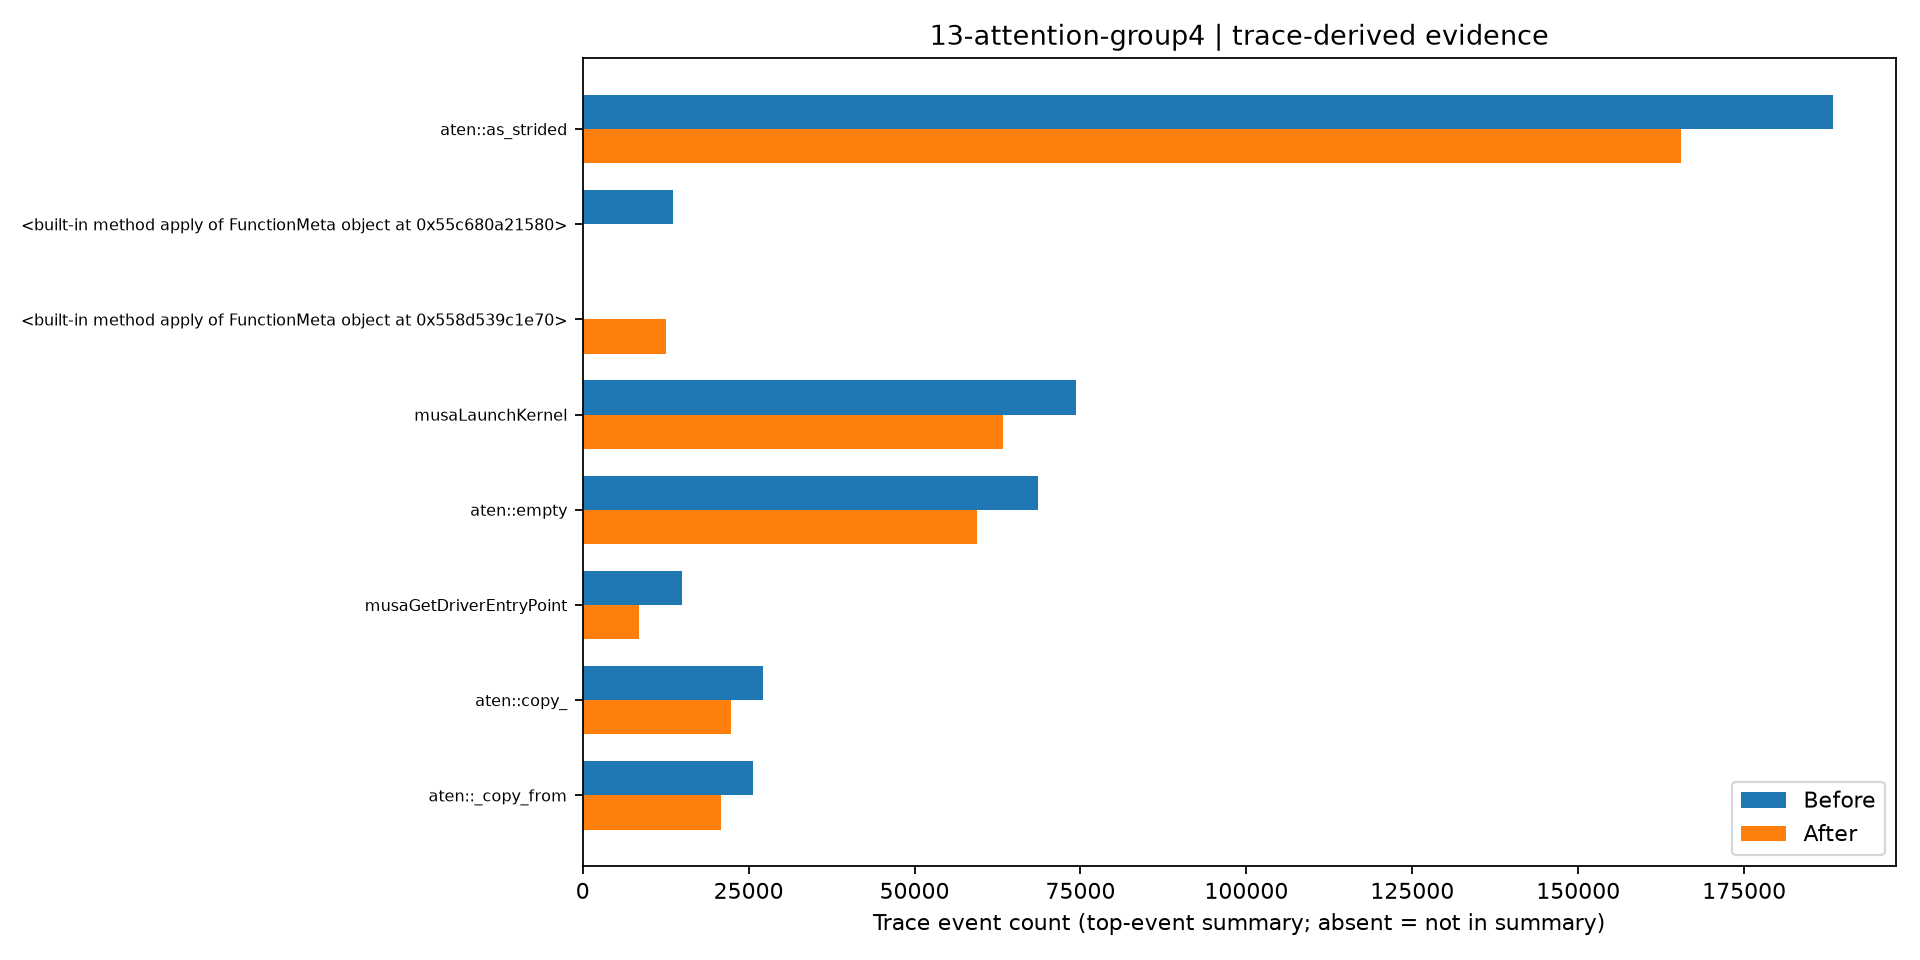 13-attention-group4 | trace-derived evidence
aten::as_strided
<built-in method apply of FunctionMeta object at 0x55c680a21580>
<built-in method apply of FunctionMeta object at 0x558d539c1e70>
musaLaunchKernel
aten::empty
musaGetDriverEntryPoint
aten::copy_
aten::_copy_from
Before
After
0 25000 50000 75000 100000 125000 150000 175000
Trace event count (top-event summary; absent = not in summary)